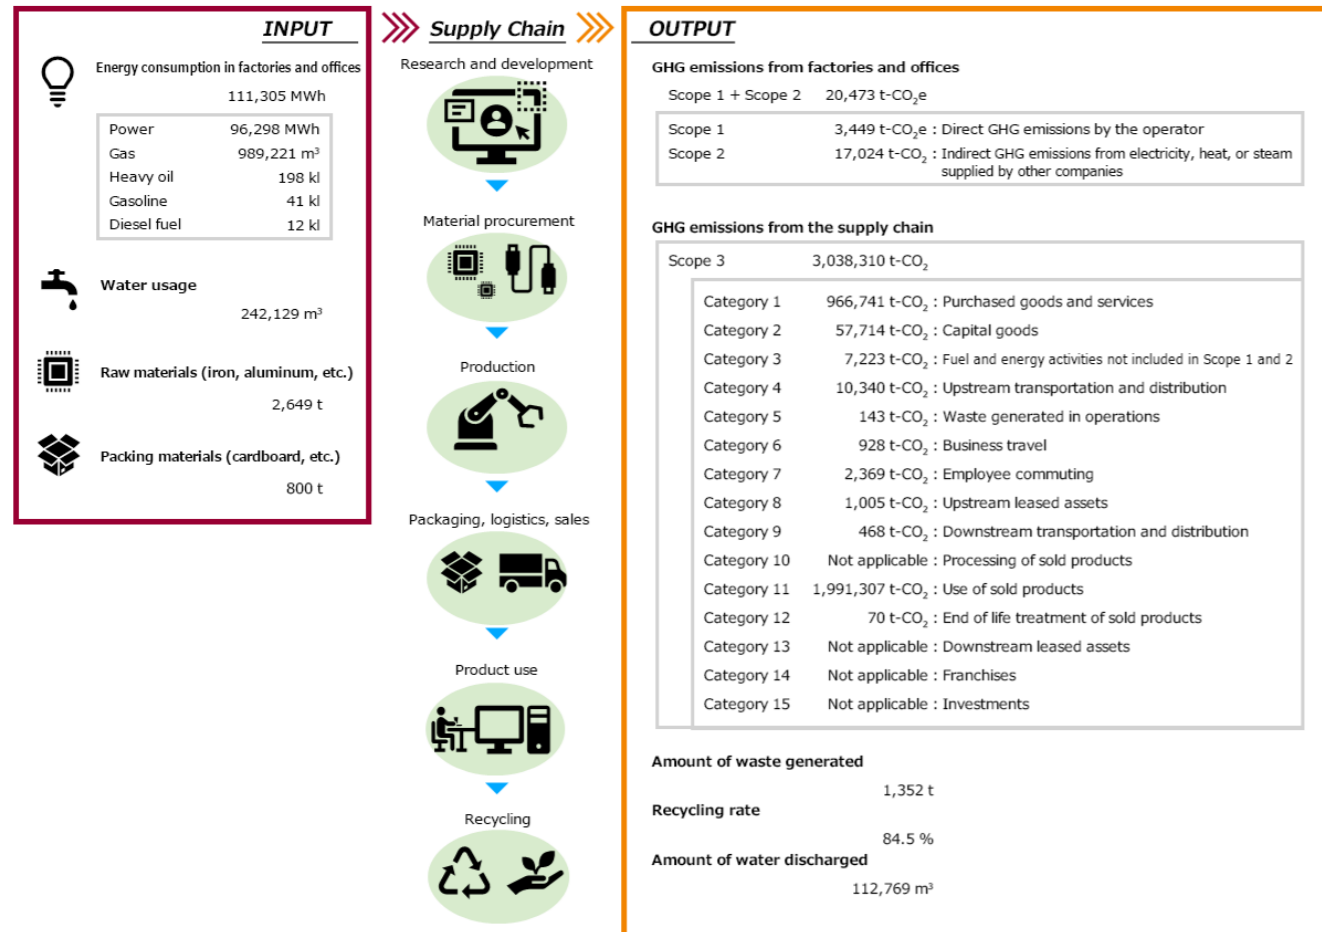 INPUT
Energy consumption in factories and offices
111,305 MWh
Power 96,298 MWh
Gas 989,221 m³
Heavy oil 198 kl
Gasoline 41 kl
Diesel fuel 12 kl
Water usage
242,129 m³
Raw materials (iron, aluminum, etc.)
2,649 t
Packing materials (cardboard, etc.)
800 t
Supply Chain
Research and development
Material procurement
Production
Packaging, logistics, sales
Product use
Recycling
OUTPUT
GHG emissions from factories and offices
Scope 1 + Scope 2 20,473 t-CO₂e
Scope 1 3,449 t-CO₂e : Direct GHG emissions by the operator
Scope 2 17,024 t-CO₂ : Indirect GHG emissions from electricity, heat, or steam
supplied by other companies
GHG emissions from the supply chain
Scope 3 3,038,310 t-CO₂
Category 1 966,741 t-CO₂ : Purchased goods and services
Category 2 57,714 t-CO₂ : Capital goods
Category 3 7,223 t-CO₂ : Fuel and energy activities not included in Scope 1 and 2
Category 4 10,340 t-CO₂ : Upstream transportation and distribution
Category 5 143 t-CO₂ : Waste generated in operations
Category 6 928 t-CO₂ : Business travel
Category 7 2,369 t-CO₂ : Employee commuting
Category 8 1,005 t-CO₂ : Upstream leased assets
Category 9 468 t-CO₂ : Downstream transportation and distribution
Category 10 Not applicable : Processing of sold products
Category 11 1,991,307 t-CO₂ : Use of sold products
Category 12 70 t-CO₂ : End of life treatment of sold products
Category 13 Not applicable : Downstream leased assets
Category 14 Not applicable : Franchises
Category 15 Not applicable : Investments
Amount of waste generated
1,352 t
Recycling rate
84.5 %
Amount of water discharged
112,769 m³